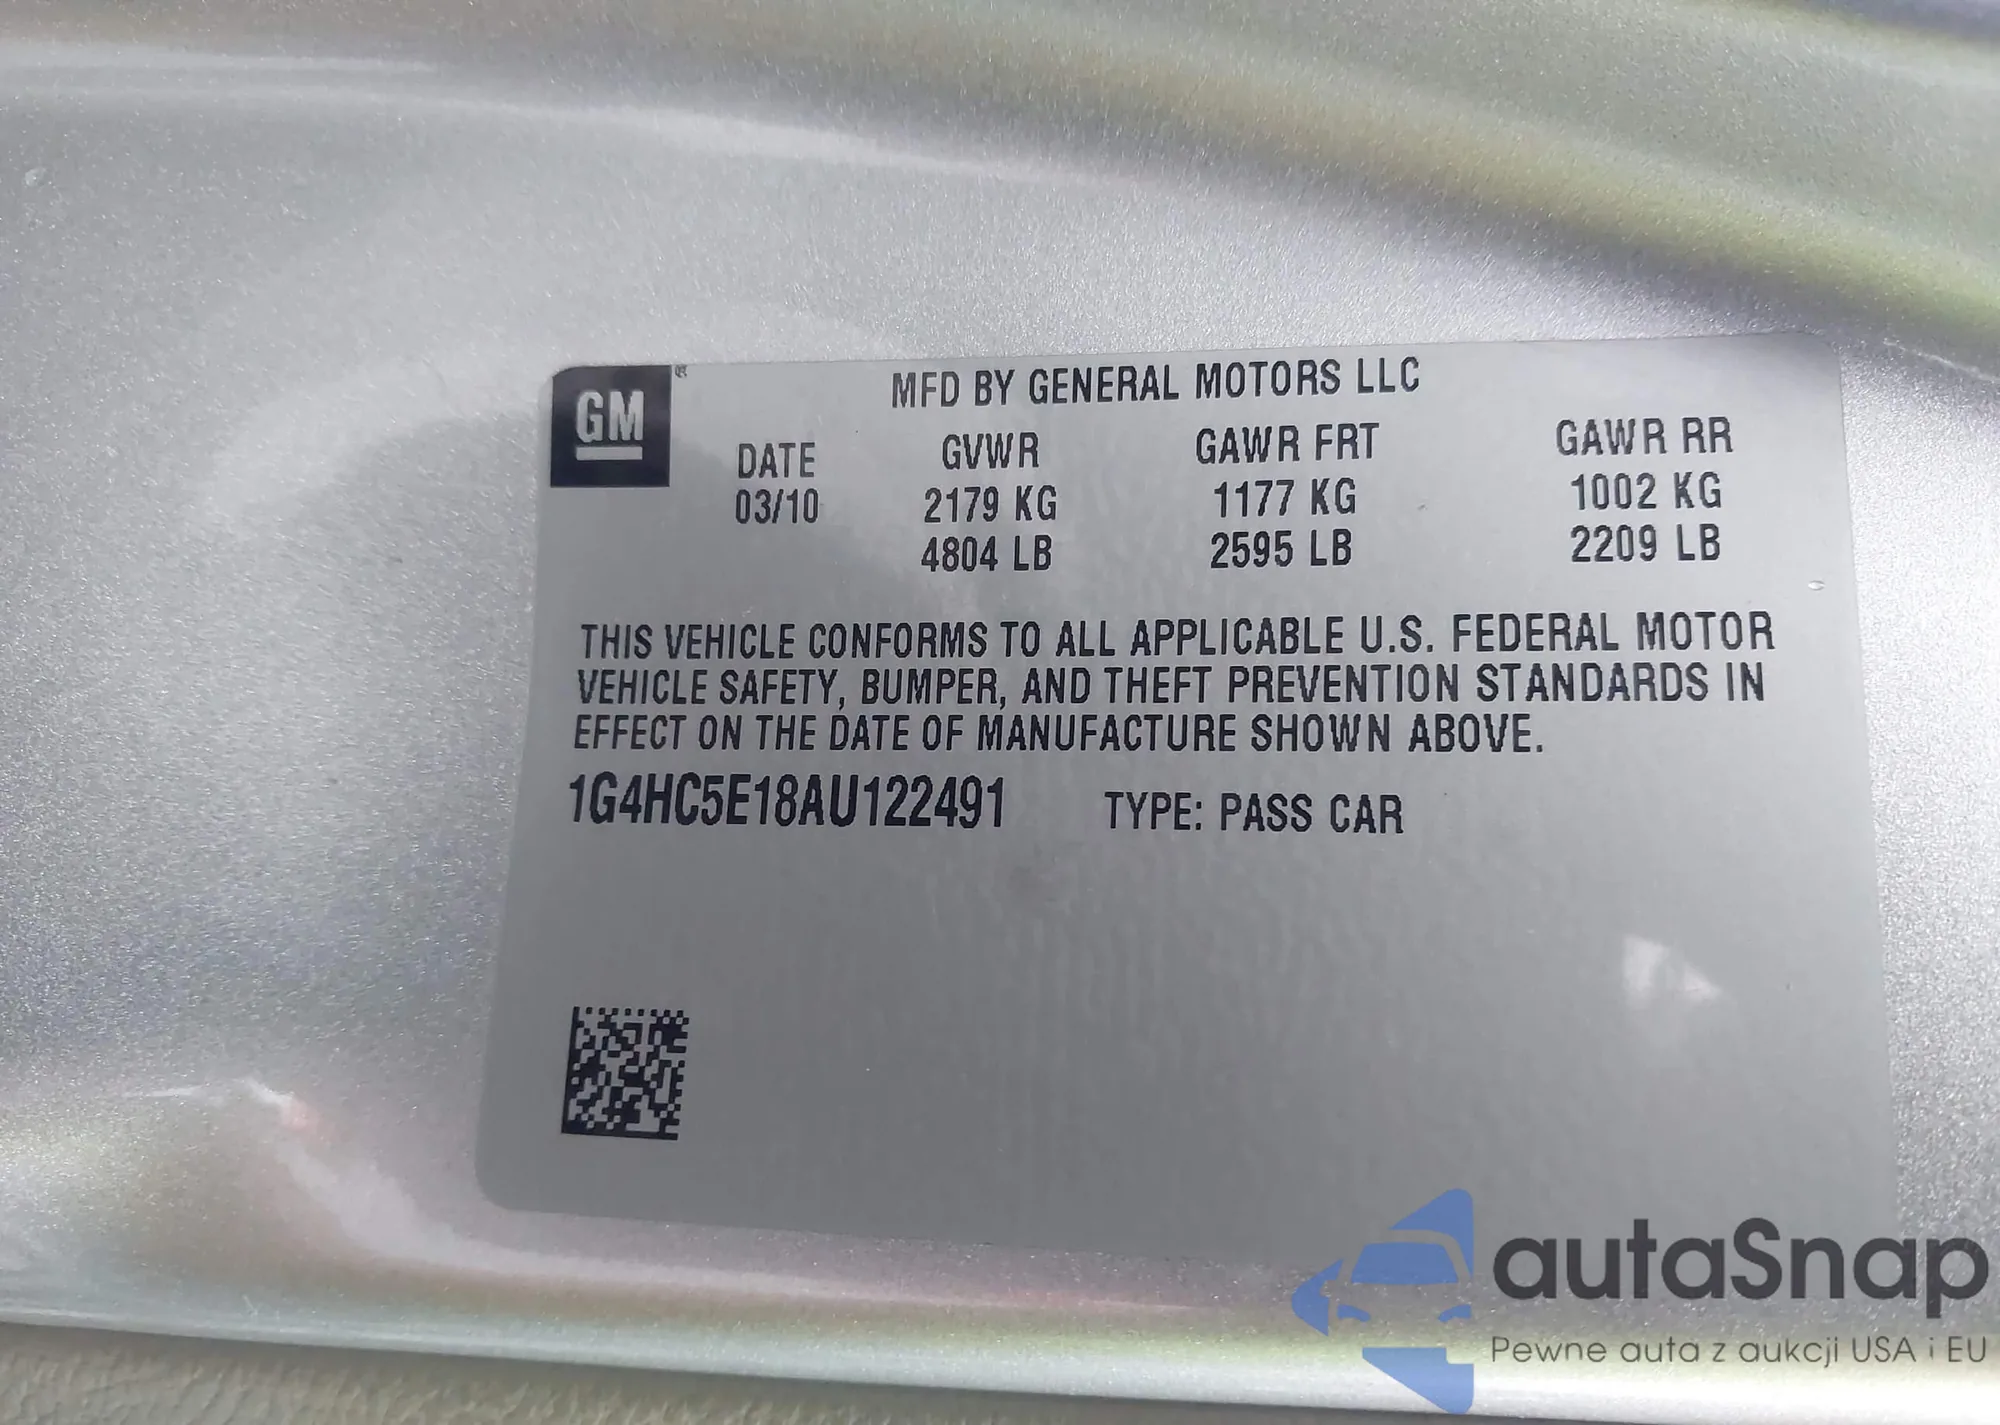 GM
MFD BY GENERAL MOTORS LLC
DATE GVWR GAWR FRT GAWR RR
03/10 2179 KG 1177 KG 1002 KG
4804 LB 2595 LB 2209 LB
THIS VEHICLE CONFORMS TO ALL APPLICABLE U.S. FEDERAL MOTOR
VEHICLE SAFETY, BUMPER, AND THEFT PREVENTION STANDARDS IN
EFFECT ON THE DATE OF MANUFACTURE SHOWN ABOVE.
1G4HC5E18AU122491 TYPE: PASS CAR
autaSnap
Pewne auta z aukcji USA i EU